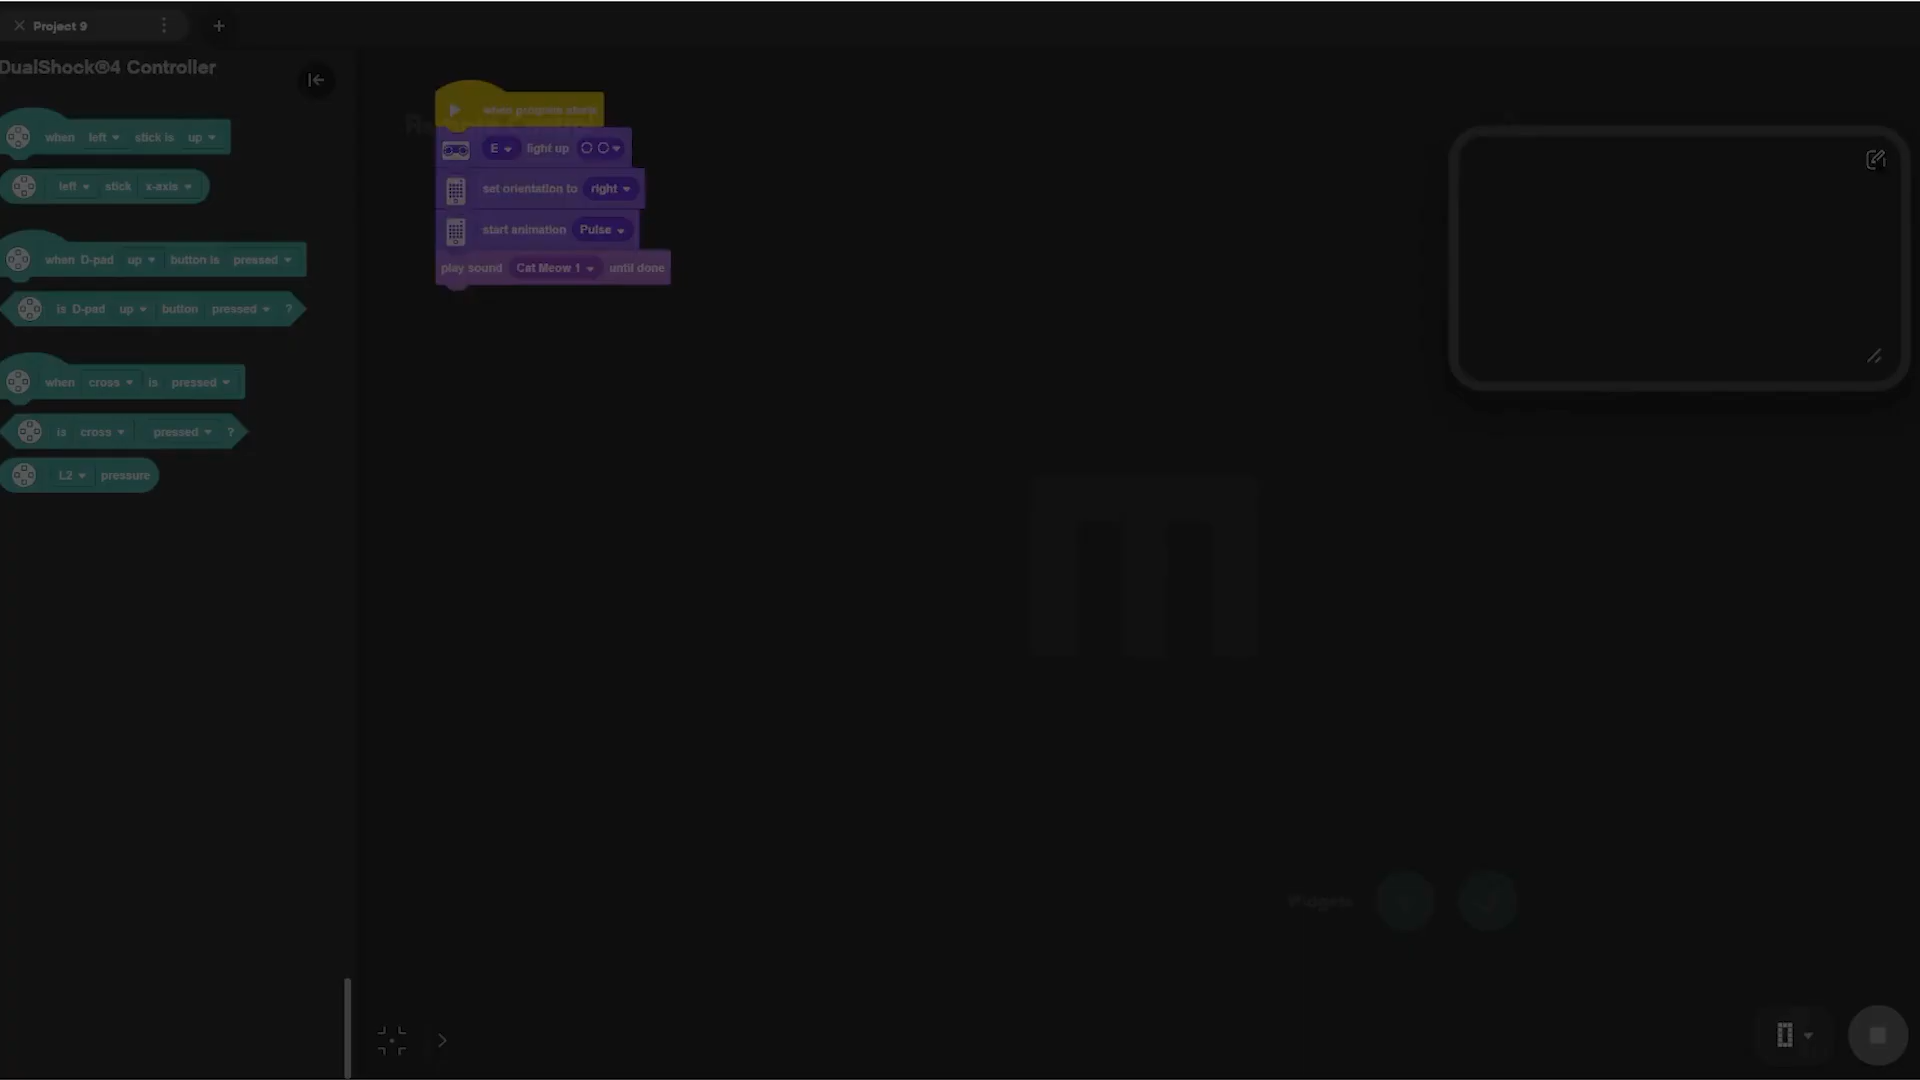 Project 9
DualShock®4 Controller
when left stick is up
left stick x-axis
when D-pad up button is pressed
is D-pad up button pressed ?
when cross is pressed
is cross pressed ?
L2 pressure
when program starts
E light up
set orientation to right
start animation Pulse
play sound Cat Meow 1 until done
Widgets